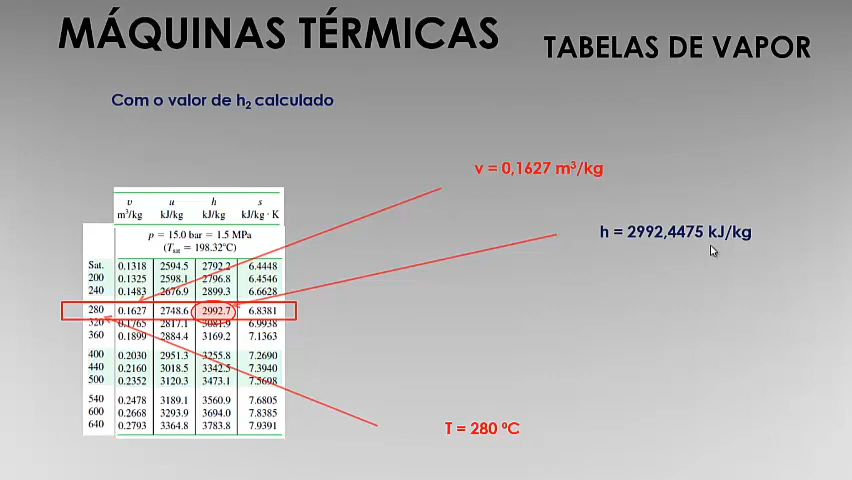 MÁQUINAS TÉRMICAS
TABELAS DE VAPOR
Com o valor de h2 calculado
v = 0,1627 m3/kg
h = 2992,4475 kJ/kg
v u h s
m3/kg kJ/kg kJ/kg kJ/kg · K
p = 15.0 bar = 1.5 MPa
(Tsat = 198.32°C)
Sat. 0.1318 2594.5 2792.2 6.4448
200 0.1325 2598.1 2796.8 6.4546
240 0.1483 2676.9 2899.3 6.6628
280 0.1627 2748.6 2992.7 6.8381
320 0.1765 2817.1 3081.9 6.9938
360 0.1899 2884.4 3169.2 7.1363
400 0.2030 2951.3 3255.8 7.2690
440 0.2160 3018.5 3342.5 7.3940
500 0.2352 3120.3 3473.1 7.5698
540 0.2478 3189.1 3560.9 7.6805
600 0.2668 3293.9 3694.0 7.8385
640 0.2793 3364.8 3783.8 7.9391
T = 280 ºC